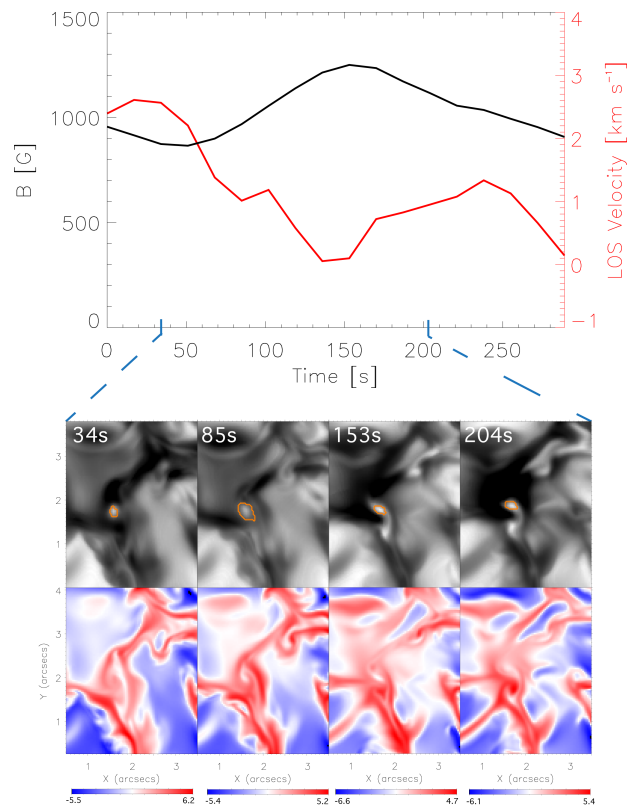 1500
1000
500
0
B [G]
4
3
2
1
0
−1
LOS Velocity [km s⁻¹]
0 50 100 150 200 250
Time [s]
34s 85s 153s 204s
3
2
1
4
3
2
1
Y (arcsecs)
1 2 3 1 2 3 1 2 3 1 2 3
X (arcsecs) X (arcsecs) X (arcsecs) X (arcsecs)
-5.5 6.2 -5.4 5.2 -6.6 4.7 -6.1 5.4